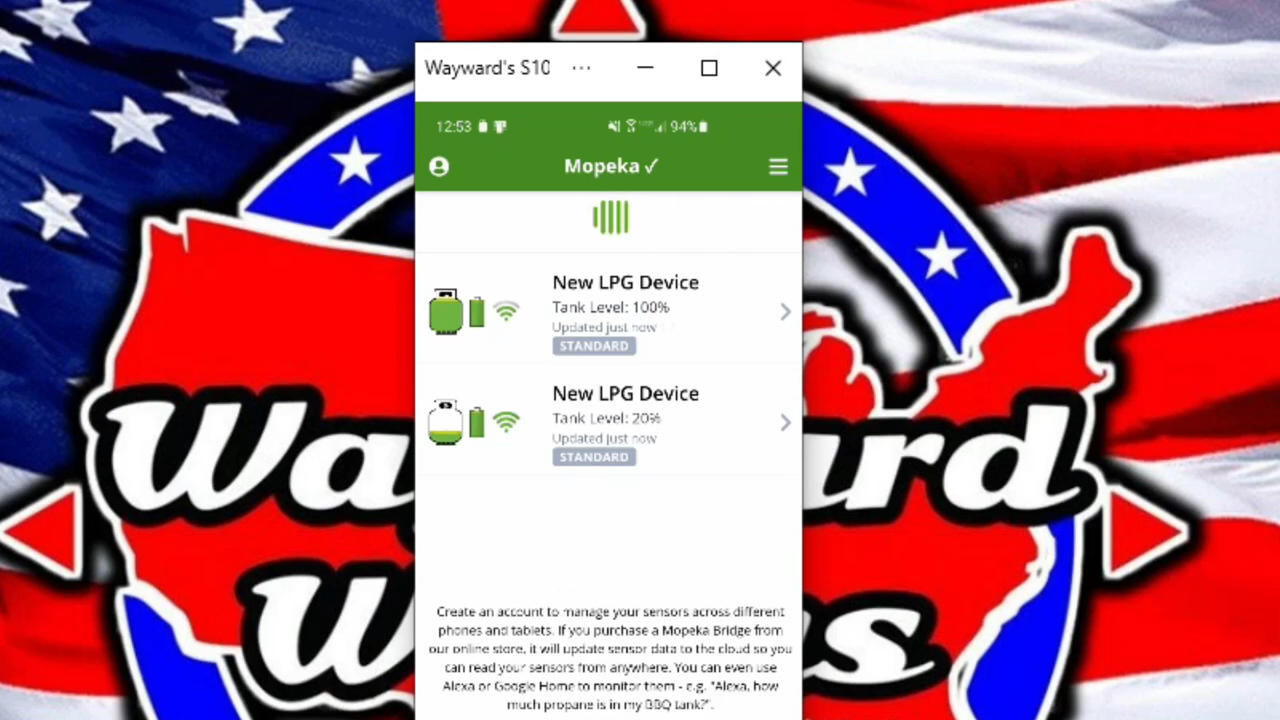 Wayward's S10 ...
12:53 94%
Mopeka ✓
New LPG Device
Tank Level: 100%
Updated just now
STANDARD
New LPG Device
Tank Level: 20%
Updated just now
STANDARD
Create an account to manage your sensors across different
phones and tablets. If you purchase a Mopeka Bridge from
our online store, it will update sensor data to the cloud so you
can read your sensors from anywhere. You can even use
Alexa or Google Home to monitor them - e.g. "Alexa, how
much propane is in my BBQ tank?".